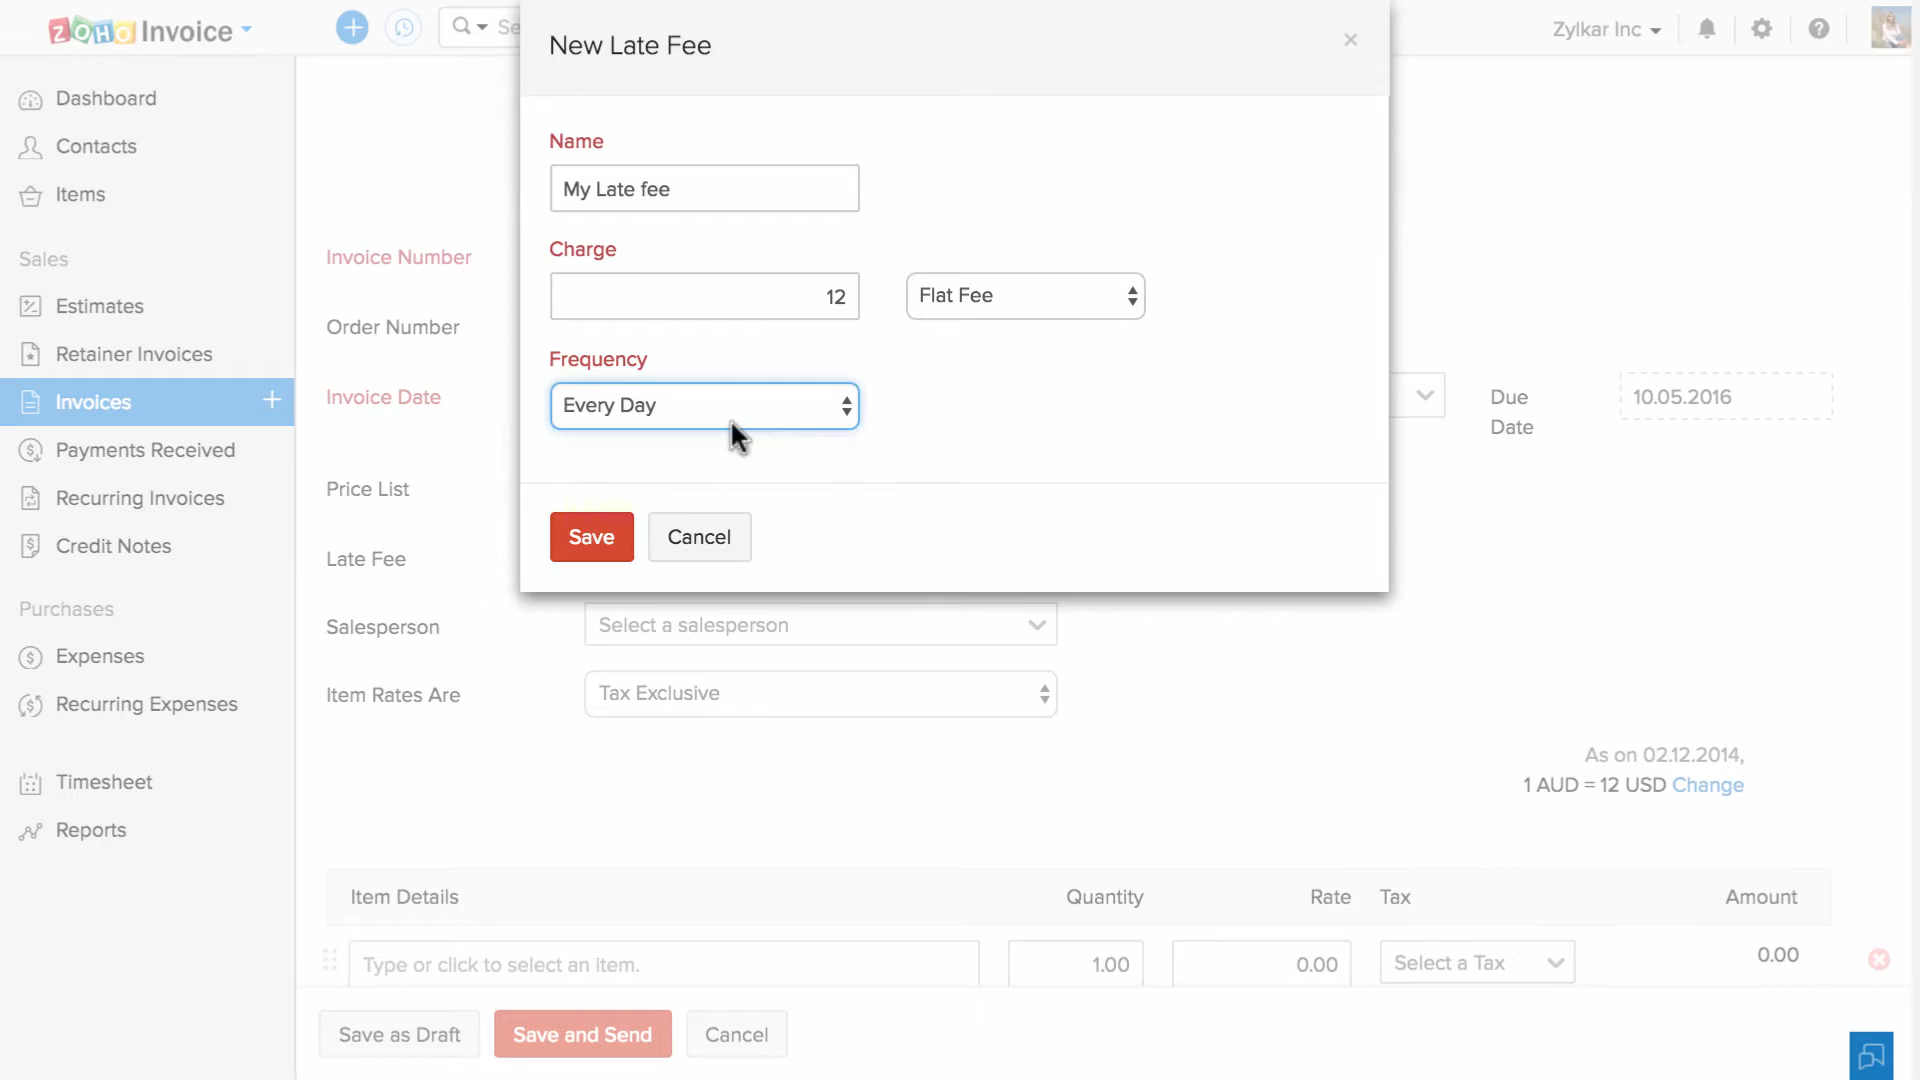 ZOHO Invoice
Se
Zylkar Inc
New Late Fee
Dashboard
Contacts
Items
Sales
Estimates
Retainer Invoices
Invoices
Payments Received
Recurring Invoices
Credit Notes
Purchases
Expenses
Recurring Expenses
Timesheet
Reports
Name
My Late fee
Charge
12
Flat Fee
Frequency
Every Day
Save
Cancel
Invoice Number
Order Number
Invoice Date
Due
Date
10.05.2016
Price List
Late Fee
Salesperson
Select a salesperson
Item Rates Are
Tax Exclusive
As on 02.12.2014,
1 AUD = 12 USD Change
Item Details Quantity Rate Tax Amount
Type or click to select an item. 1.00 0.00 Select a Tax 0.00
Save as Draft
Save and Send
Cancel